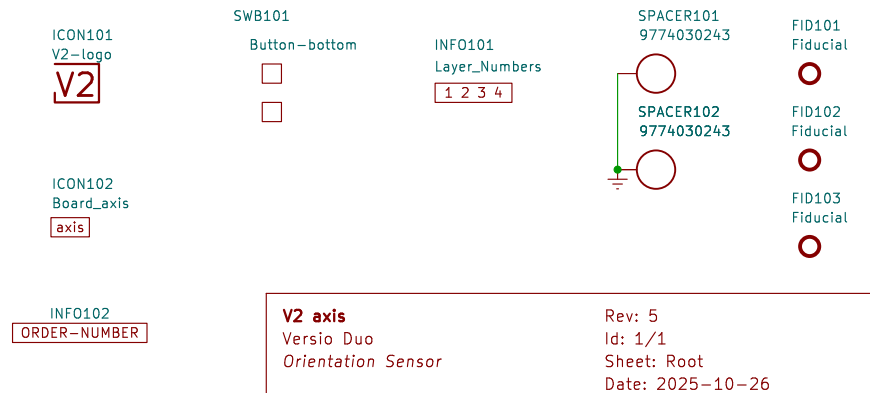 ICON101
V2-logo
V2
SWB101
Button-bottom
INFO101
Layer_Numbers
1 2 3 4
SPACER101
9774030243
SPACER102
9774030243
FID101
Fiducial
FID102
Fiducial
FID103
Fiducial
ICON102
Board_axis
axis
INFO102
ORDER-NUMBER
V2 axis
Versio Duo
Orientation Sensor
Rev: 5
Id: 1/1
Sheet: Root
Date: 2025-10-26